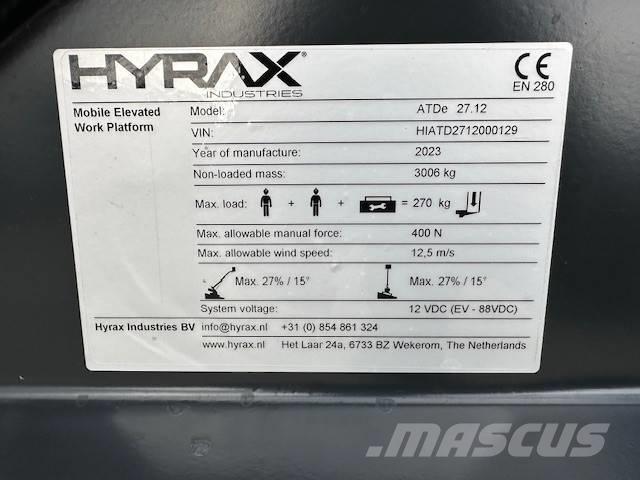 HYRAX®
INDUSTRIES
CE
EN 280
Mobile Elevated
Work Platform
Model: ATDe 27.12
VIN: HIATD2712000129
Year of manufacture: 2023
Non-loaded mass: 3006 kg
Max. load: + + = 270 kg
Max. allowable manual force: 400 N
Max. allowable wind speed: 12,5 m/s
Max. 27% / 15° Max. 27% / 15°
System voltage: 12 VDC (EV - 88VDC)
Hyrax Industries BV info@hyrax.nl +31 (0) 854 861 324
www.hyrax.nl Het Laar 24a, 6733 BZ Wekerom, The Netherlands
MASCUS